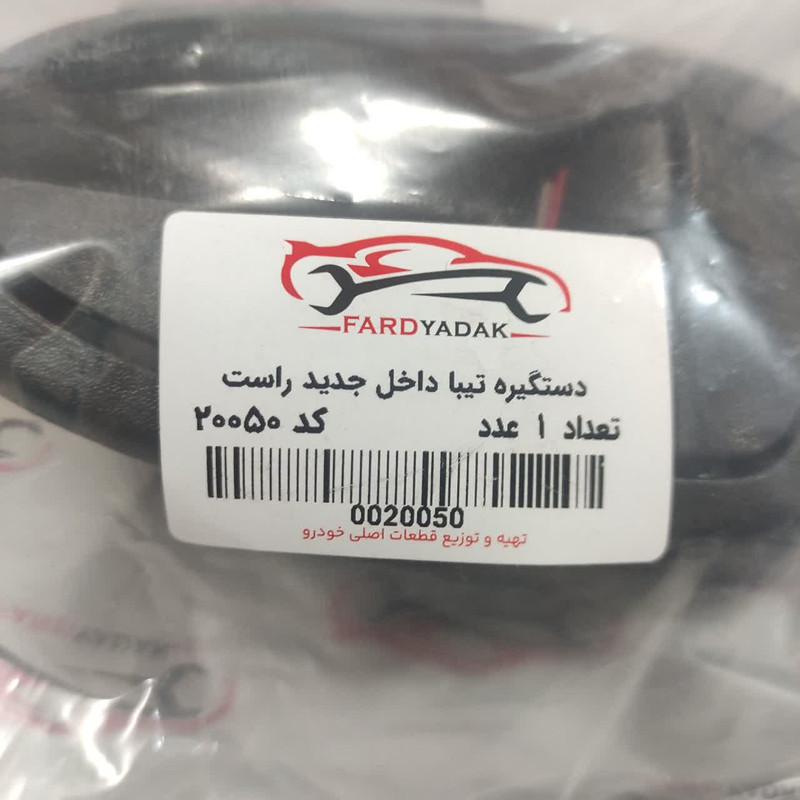 FARDYADAK
دستگیره تیبا داخل جدید راست
تعداد ۱ عدد کد ۲۰۰۵۰
0020050
تهیه و توزیع قطعات اصلی خودرو